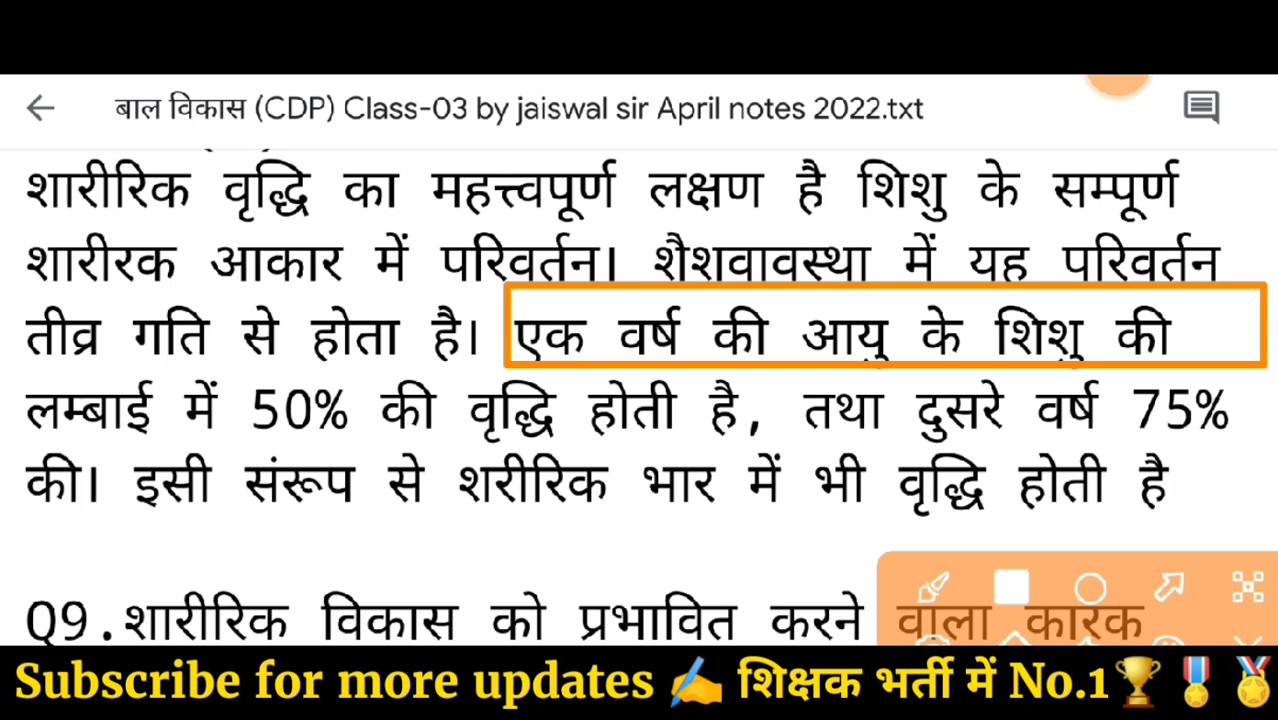 बाल विकास (CDP) Class-03 by jaiswal sir April notes 2022.txt
शारीरिक वृद्धि का महत्त्वपूर्ण लक्षण है शिशु के सम्पूर्ण
शारीरक आकार में परिवर्तन। शैशवावस्था में यह परिवर्तन
तीव्र गति से होता है। एक वर्ष की आयु के शिशु की
लम्बाई में 50% की वृद्धि होती है, तथा दुसरे वर्ष 75%
की। इसी संरूप से शरीरिक भार में भी वृद्धि होती है
Q9.शारीरिक विकास को प्रभावित करने वाला कारक
Subscribe for more updates ✍️ शिक्षक भर्ती में No.1🏆🎖️🏅